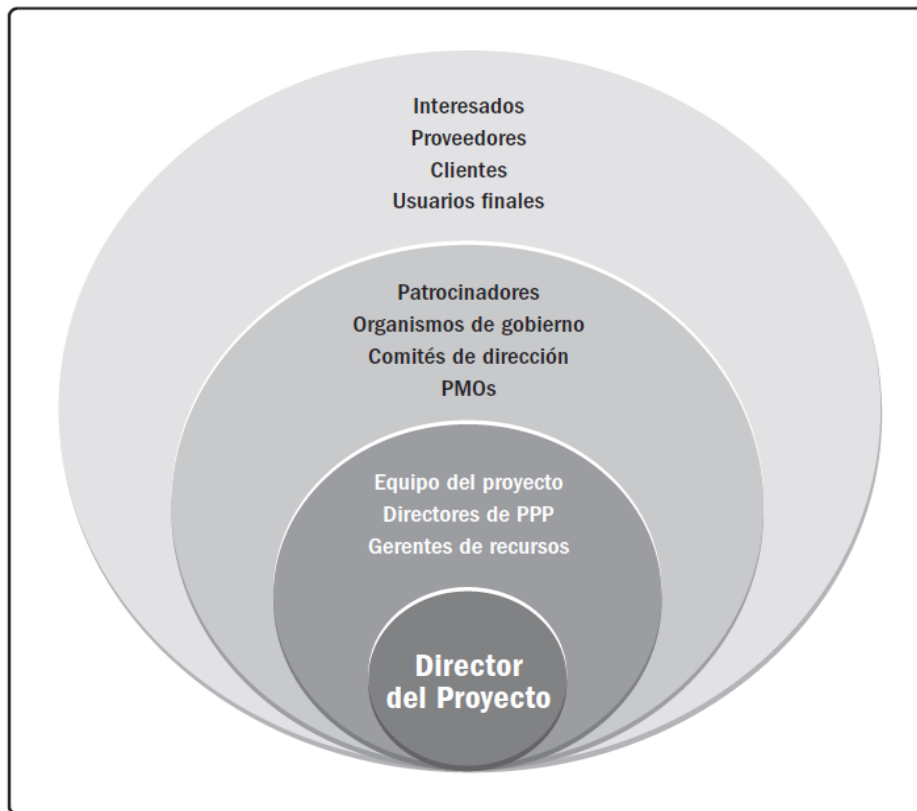 Interesados
Proveedores
Clientes
Usuarios finales
Patrocinadores
Organismos de gobierno
Comités de dirección
PMOs
Equipo del proyecto
Directores de PPP
Gerentes de recursos
Director
del Proyecto